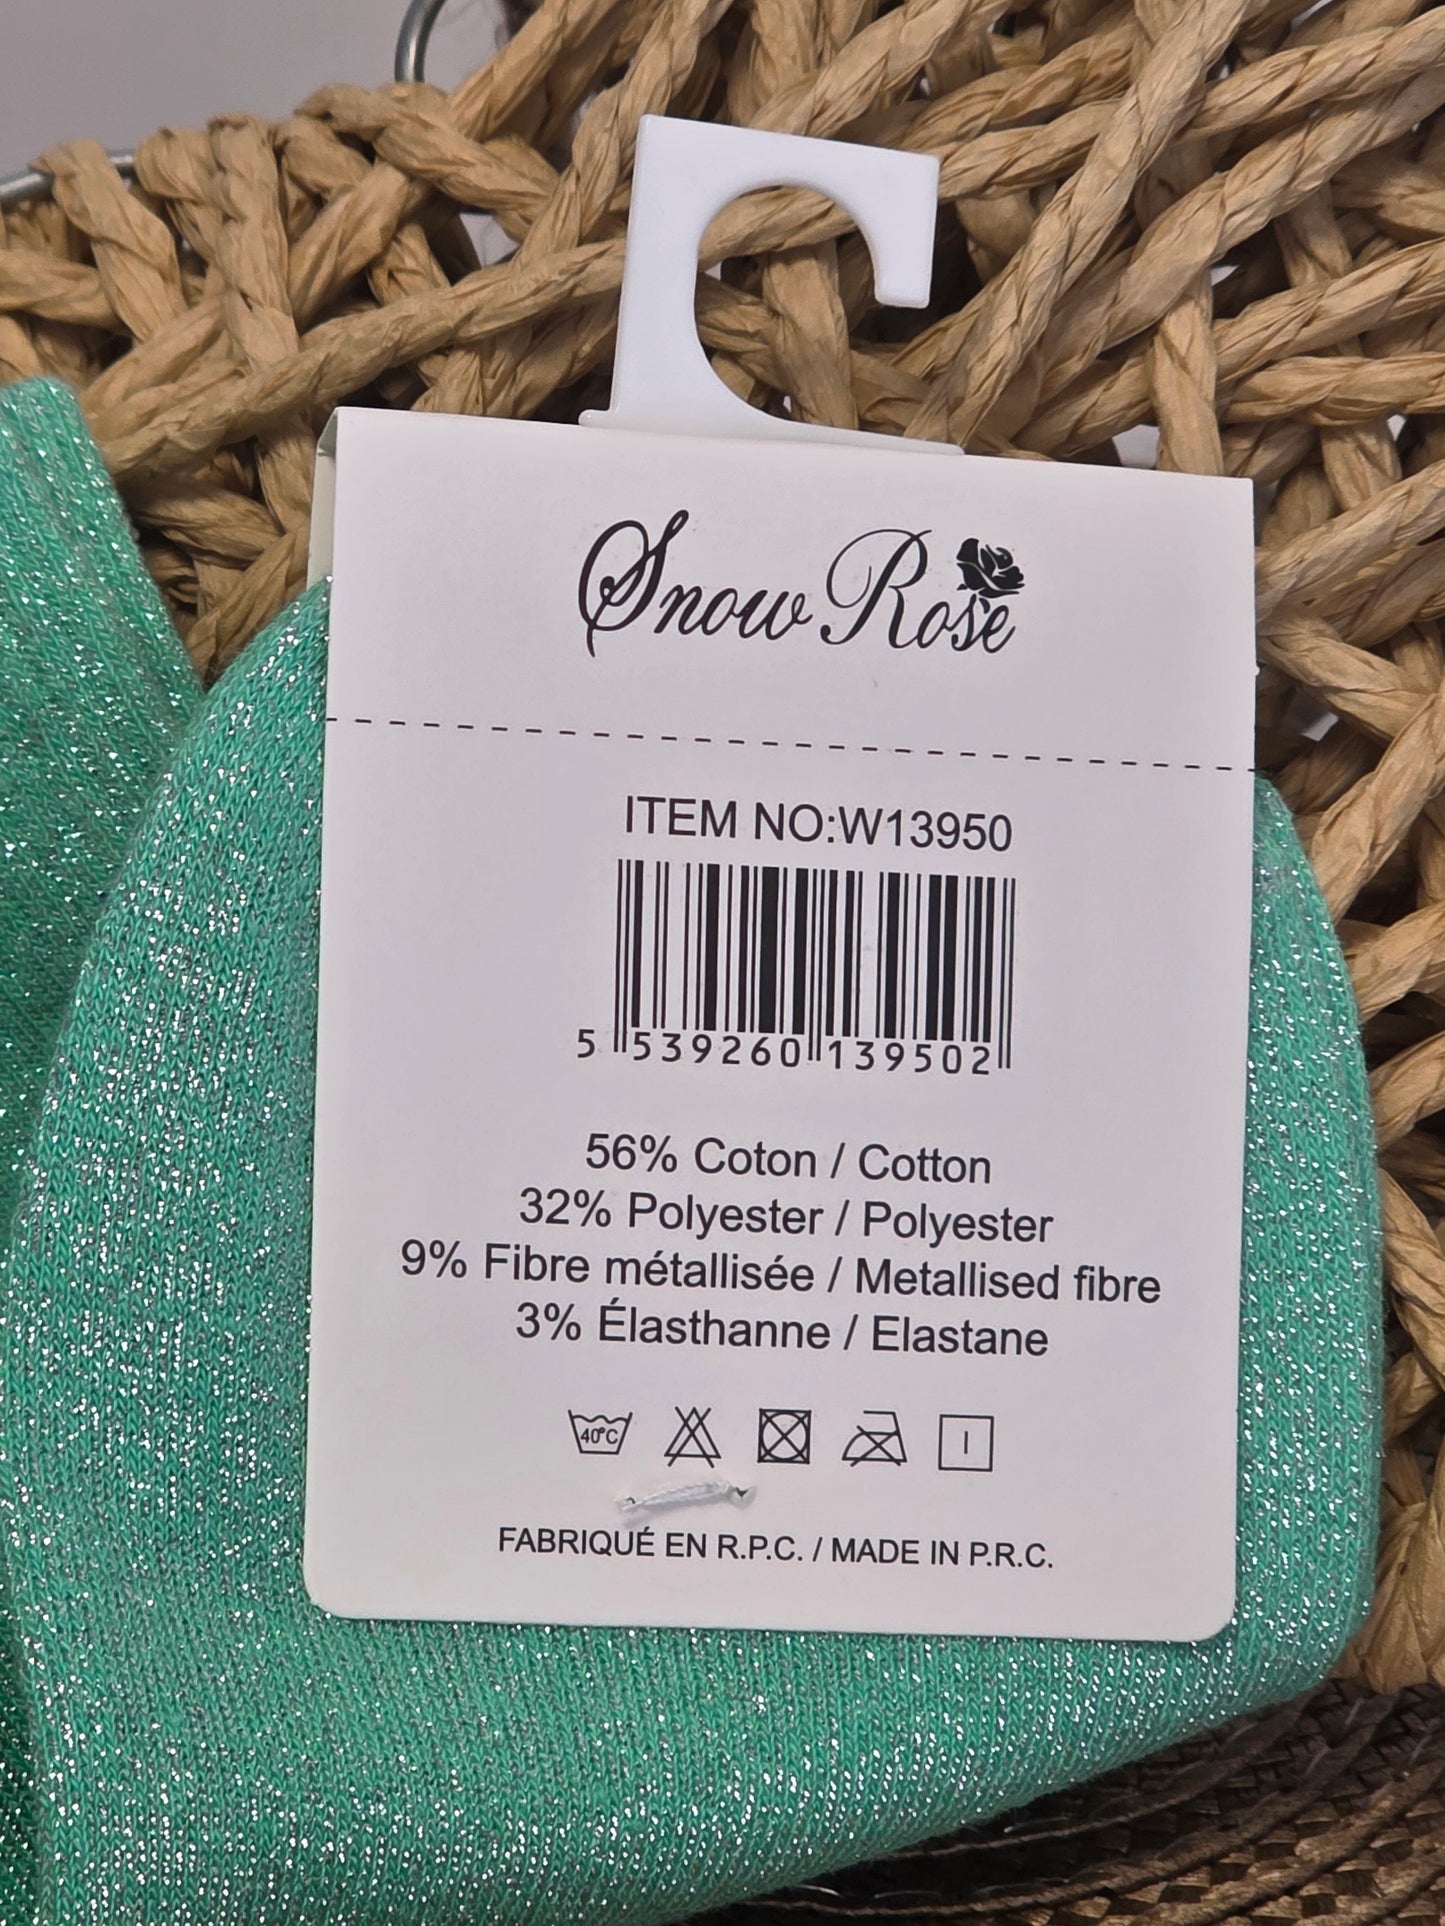 Snow Rose
ITEM NO:W13950
5 539260 139502
56% Coton / Cotton
32% Polyester / Polyester
9% Fibre métallisée / Metallised fibre
3% Élasthanne / Elastane
40°C
FABRIQUÉ EN R.P.C. / MADE IN P.R.C.